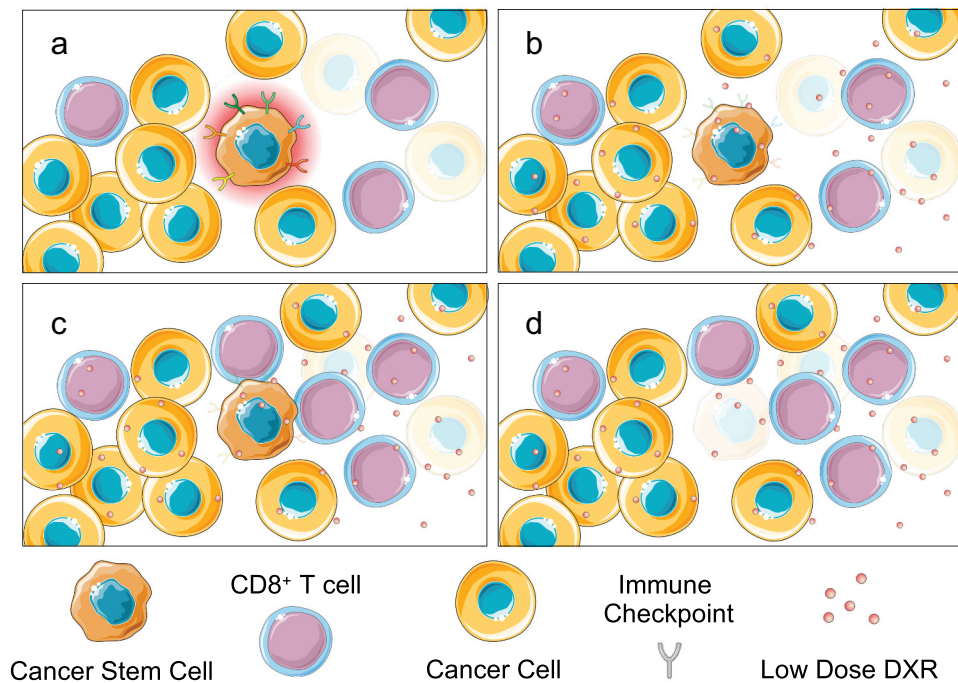 a
b
c
d
CD8⁺ T cell
Immune
Checkpoint
Cancer Stem Cell
Cancer Cell
Low Dose DXR